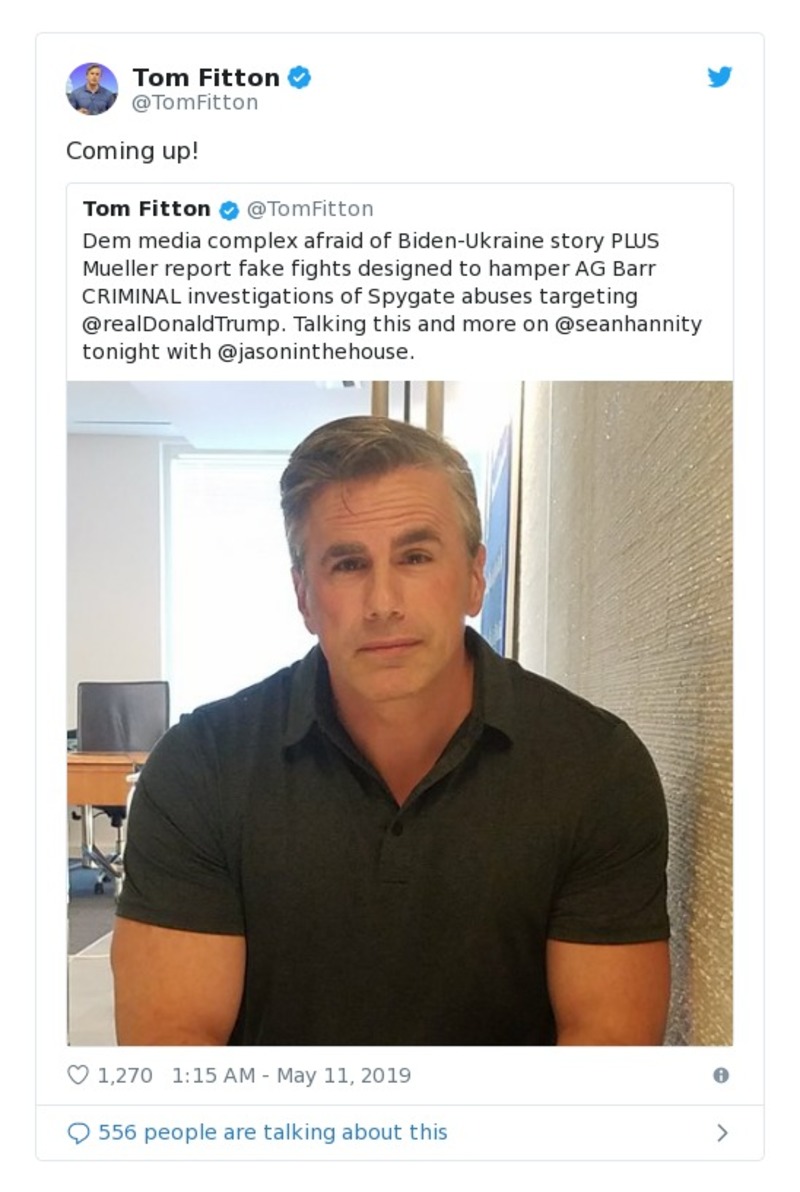 Tom Fitton
@TomFitton
Coming up!
Tom Fitton @TomFitton
Dem media complex afraid of Biden-Ukraine story PLUS
Mueller report fake fights designed to hamper AG Barr
CRIMINAL investigations of Spygate abuses targeting
@realDonaldTrump. Talking this and more on @seanhannity
tonight with @jasoninthehouse.
1,270 1:15 AM - May 11, 2019
556 people are talking about this